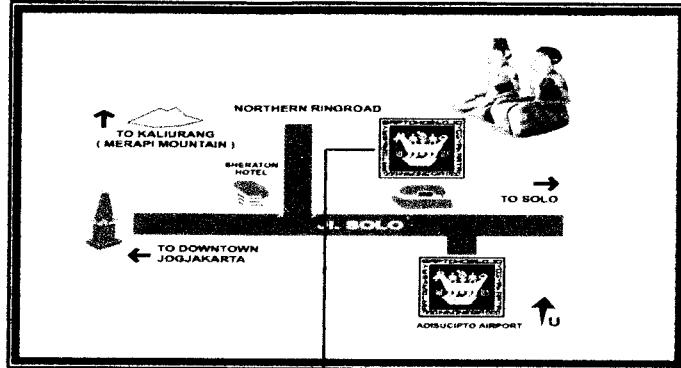 NORTHERN RINGROAD
TO KALIURANG
( MERAPI MOUNTAIN )
SHERATON
HOTEL
TO SOLO
JL. SOLO
TO DOWNTOWN
JOGJAKARTA
ADISUCIPTO AIRPORT
U